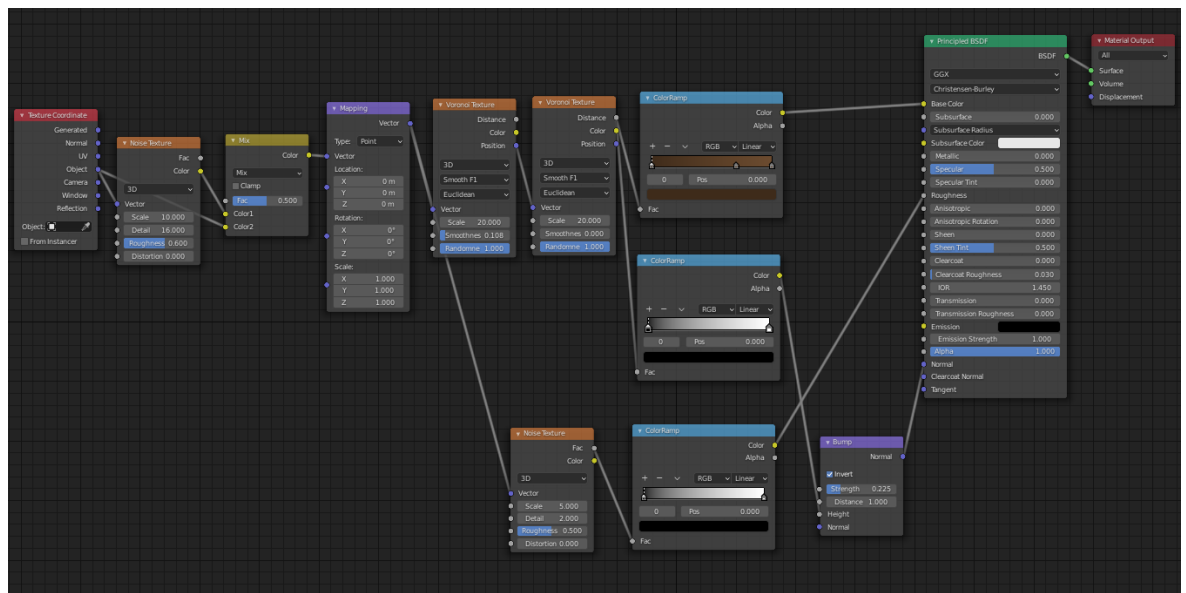 Texture Coordinate
Generated
Normal
UV
Object
Camera
Window
Reflection
Object:
From Instancer
Noise Texture
Fac
Color
3D
Vector
Scale 10.000
Detail 16.000
Roughness 0.600
Distortion 0.000
Mix
Color
Mix
Clamp
Fac 0.500
Color1
Color2
Mapping
Vector
Type: Point
Vector
Location:
X 0 m
Y 0 m
Z 0 m
Rotation:
X 0°
Y 0°
Z 0°
Scale:
X 1.000
Y 1.000
Z 1.000
Voronoi Texture
Distance
Color
Position
3D
Smooth F1
Euclidean
Vector
Scale 20.000
Smoothnes 0.108
Randomne 1.000
Voronoi Texture
Distance
Color
Position
3D
Smooth F1
Euclidean
Vector
Scale 20.000
Smoothnes 0.000
Randomne 1.000
ColorRamp
Color
Alpha
+ − RGB Linear
0 Pos 0.000
Fac
ColorRamp
Color
Alpha
+ − RGB Linear
0 Pos 0.000
Fac
Noise Texture
Fac
Color
3D
Vector
Scale 5.000
Detail 2.000
Roughness 0.500
Distortion 0.000
ColorRamp
Color
Alpha
+ − RGB Linear
0 Pos 0.000
Fac
Bump
Normal
Invert
Strength 0.225
Distance 1.000
Height
Normal
Principled BSDF
BSDF
GGX
Christensen-Burley
Base Color
Subsurface 0.000
Subsurface Radius
Subsurface Color
Metallic 0.000
Specular 0.500
Specular Tint 0.000
Roughness
Anisotropic 0.000
Anisotropic Rotation 0.000
Sheen 0.000
Sheen Tint 0.500
Clearcoat 0.000
Clearcoat Roughness 0.030
IOR 1.450
Transmission 0.000
Transmission Roughness 0.000
Emission
Emission Strength 1.000
Alpha 1.000
Normal
Clearcoat Normal
Tangent
Material Output
All
Surface
Volume
Displacement